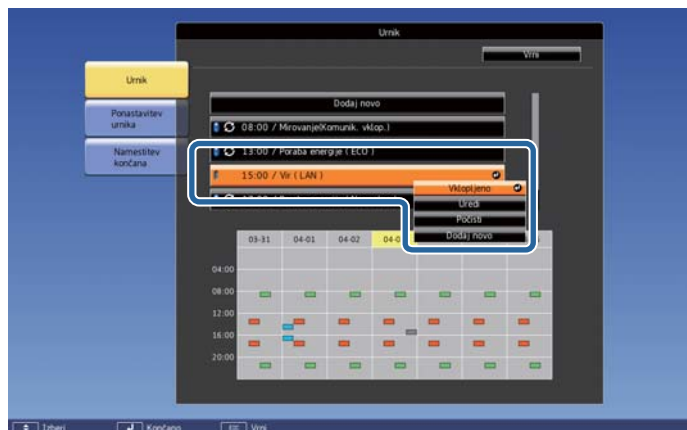 Urnik
Vrni
Urnik
Ponastavitev
urnika
Namestitev
končana
Dodaj novo
08:00 / Mirovanje(Komunik. vklop.)
13:00 / Poraba energije ( ECO )
15:00 / Vir ( LAN )
Vklopljeno
Uredi
Počisti
Dodaj novo
03-31 04-01 04-02
04:00
08:00
12:00
16:00
20:00
Izberi Končano Vrni